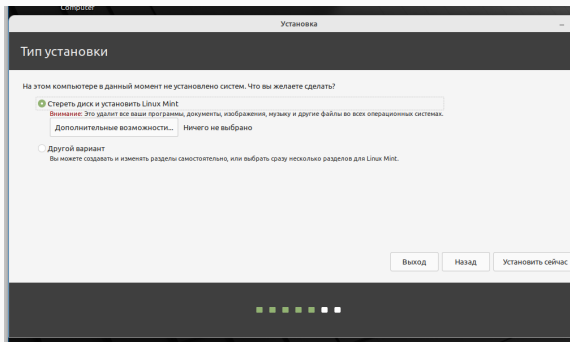 Computer
Установка
Тип установки
На этом компьютере в данный момент не установлено систем. Что вы желаете сделать?
Стереть диск и установить Linux Mint
Внимание: Это удалит все ваши программы, документы, изображения, музыку и другие файлы во всех операционных системах.
Дополнительные возможности... Ничего не выбрано
Другой вариант
Вы можете создавать и изменять разделы самостоятельно, или выбрать сразу несколько разделов для Linux Mint.
Выход Назад Установить сейчас